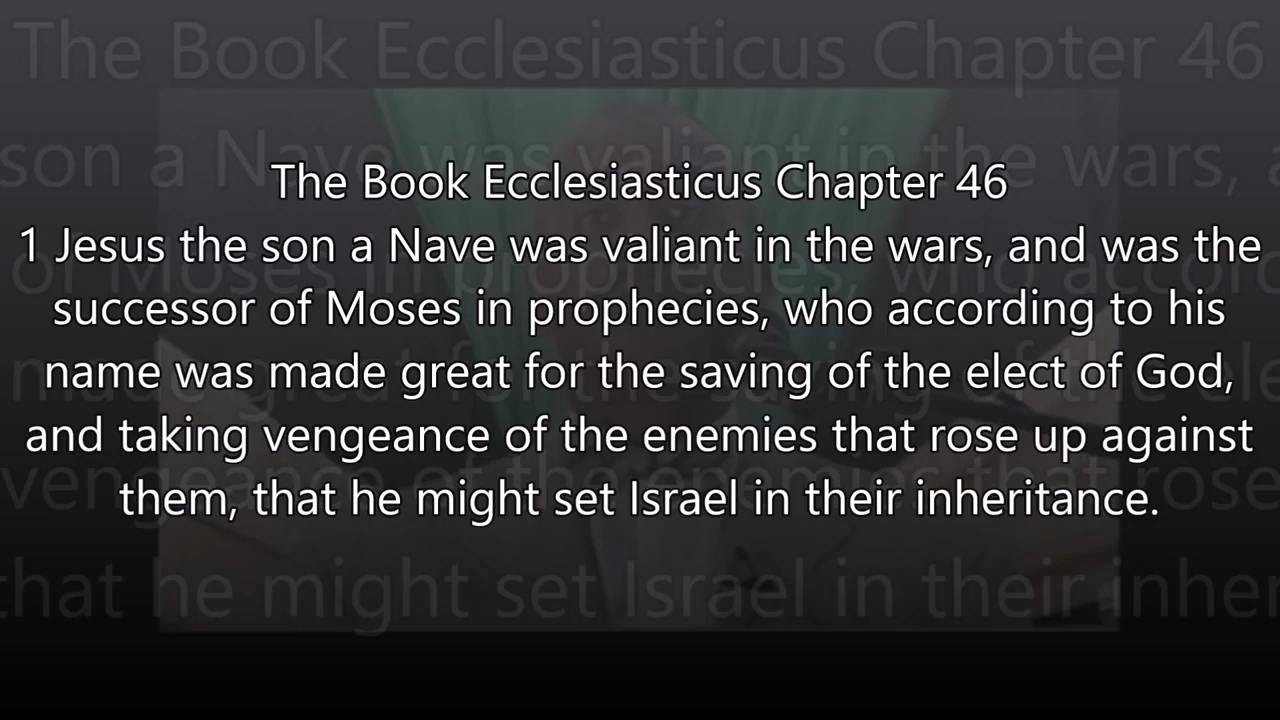 The Book Ecclesiasticus Chapter 46
1 Jesus the son a Nave was valiant in the wars, and was the
successor of Moses in prophecies, who according to his
name was made great for the saving of the elect of God,
and taking vengeance of the enemies that rose up against
them, that he might set Israel in their inheritance.